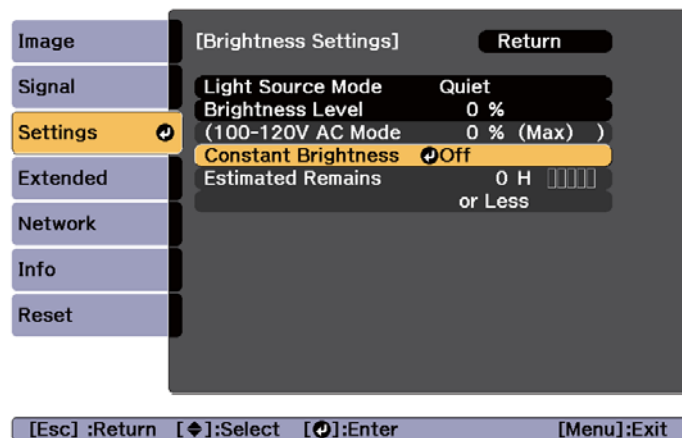 Image
Signal
Settings
Extended
Network
Info
Reset
[Brightness Settings] Return
Light Source Mode Quiet
Brightness Level 0 %
(100-120V AC Mode 0 % (Max) )
Constant Brightness Off
Estimated Remains 0 H
or Less
[Esc] :Return [◆]:Select [↵]:Enter [Menu]:Exit